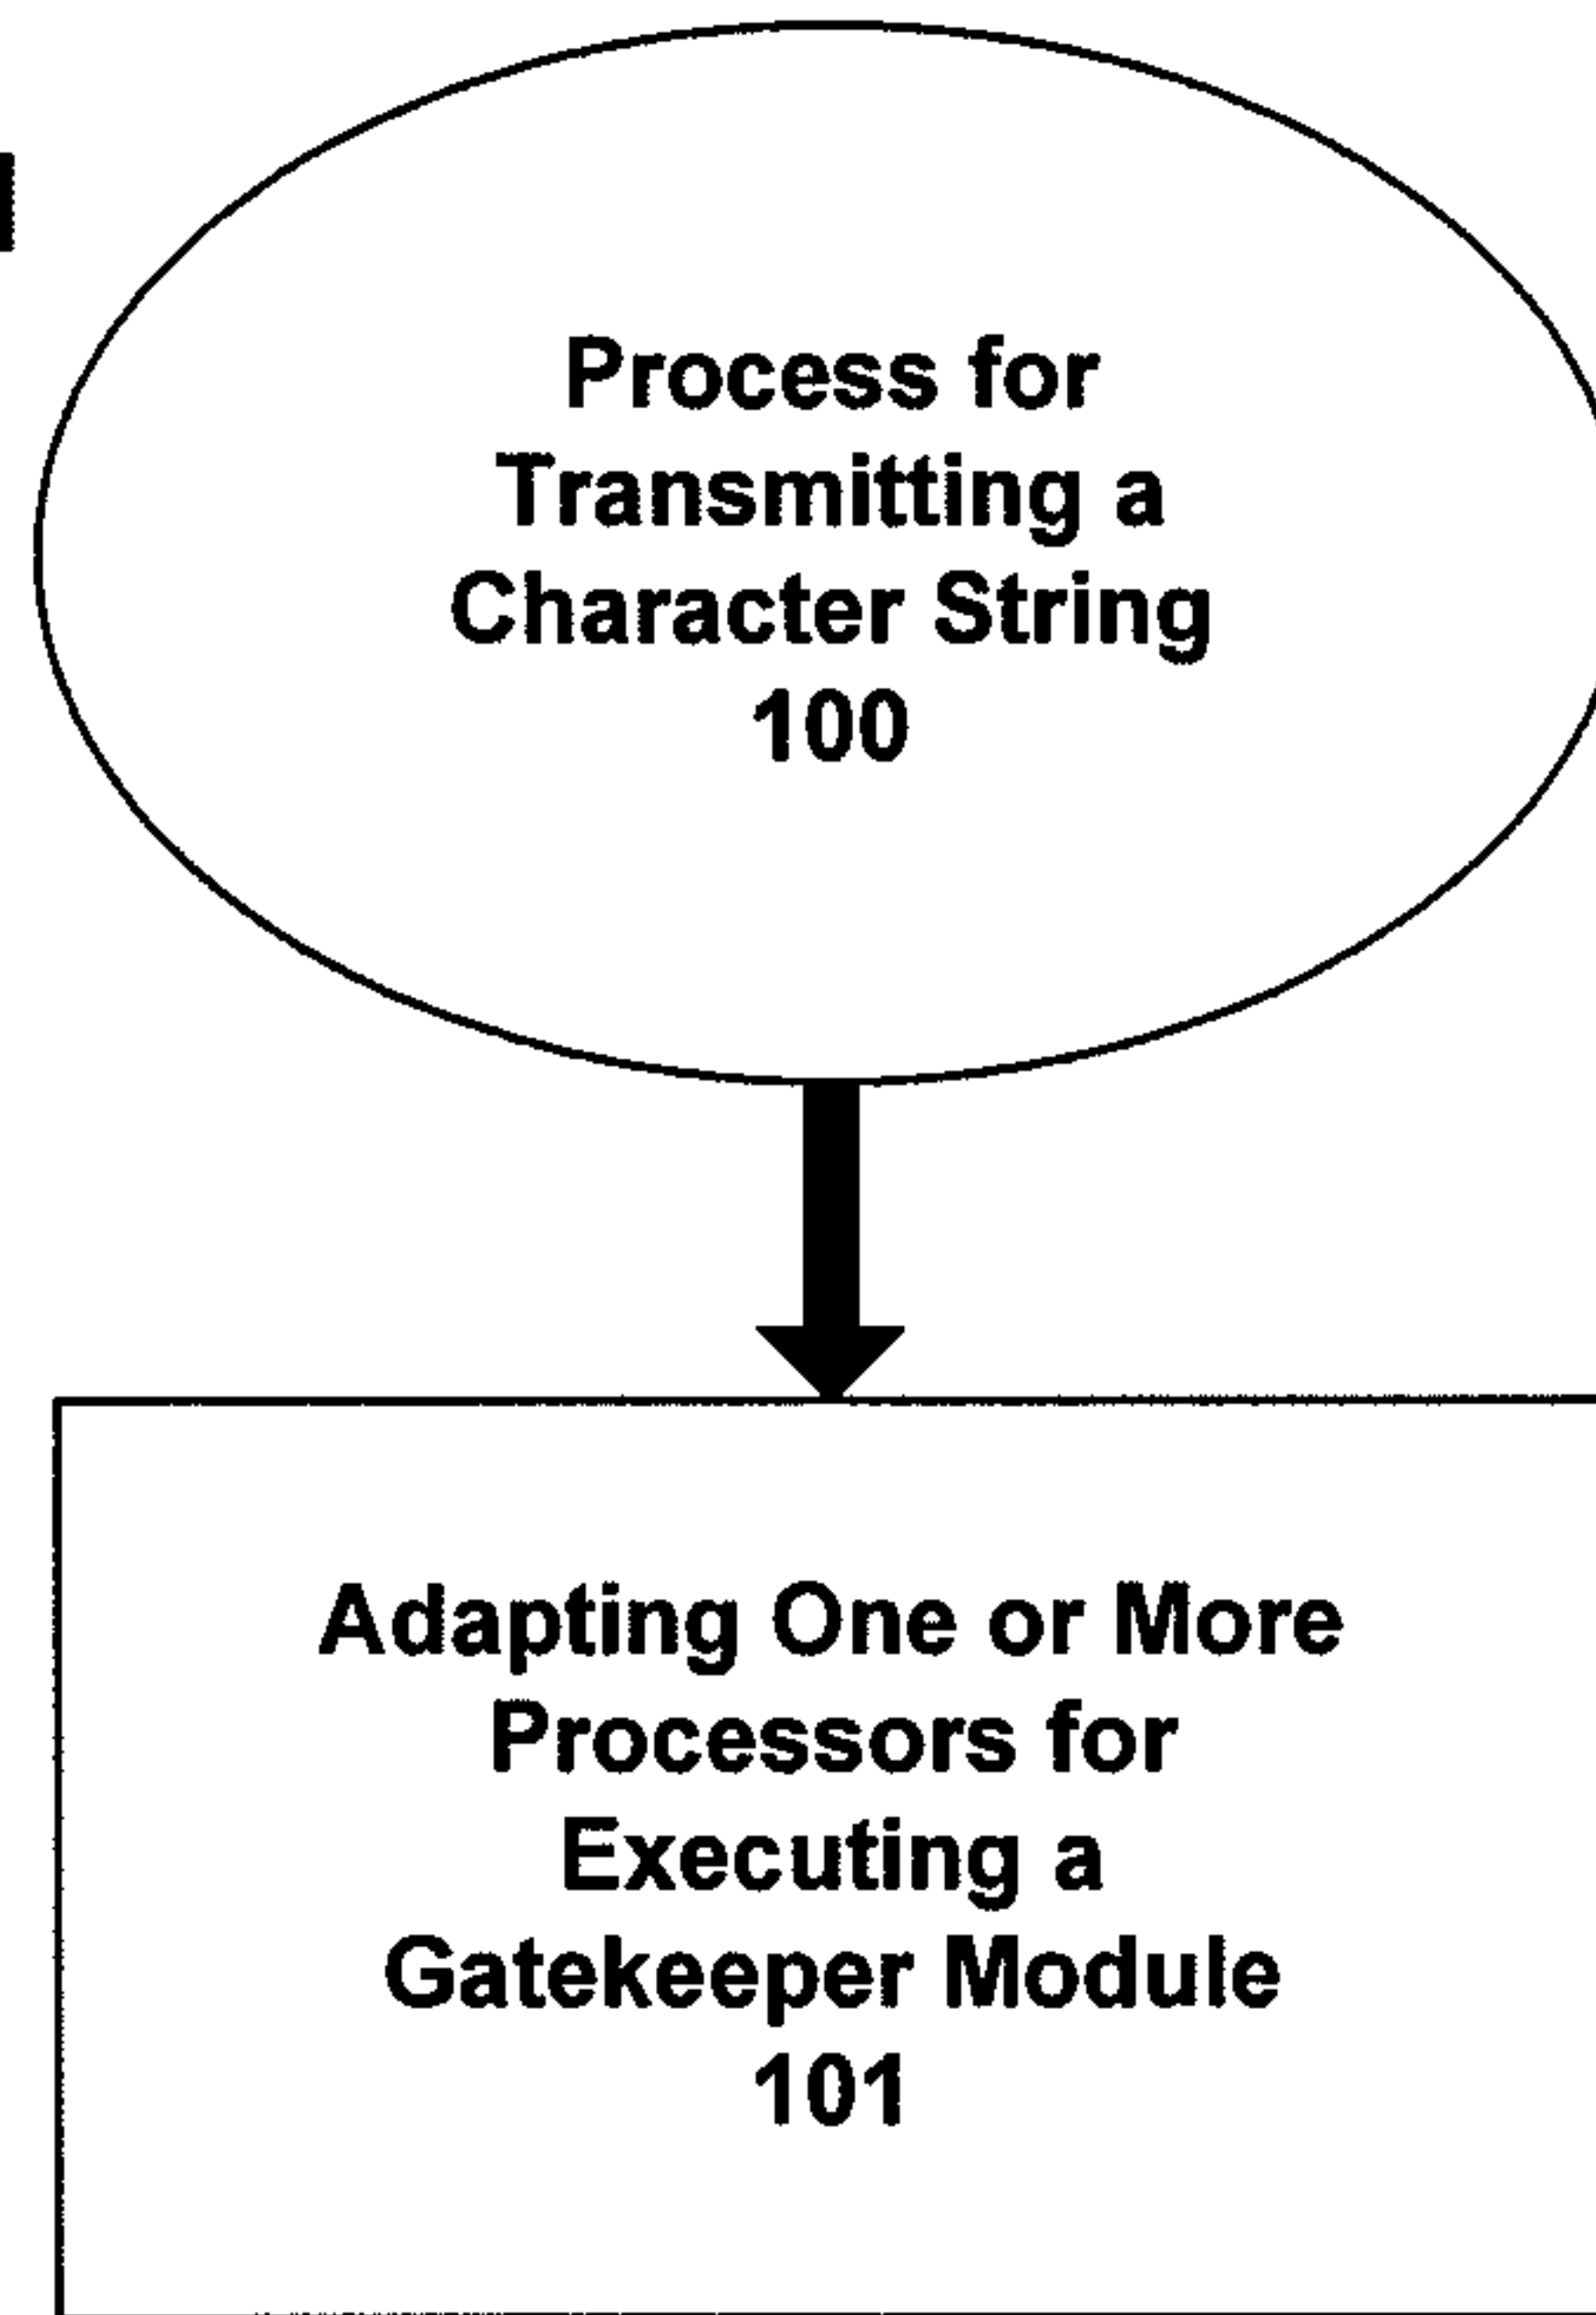 Process for
Transmitting a
Character String
100
Adapting One or More
Processors for
Executing a
Gatekeeper Module
101